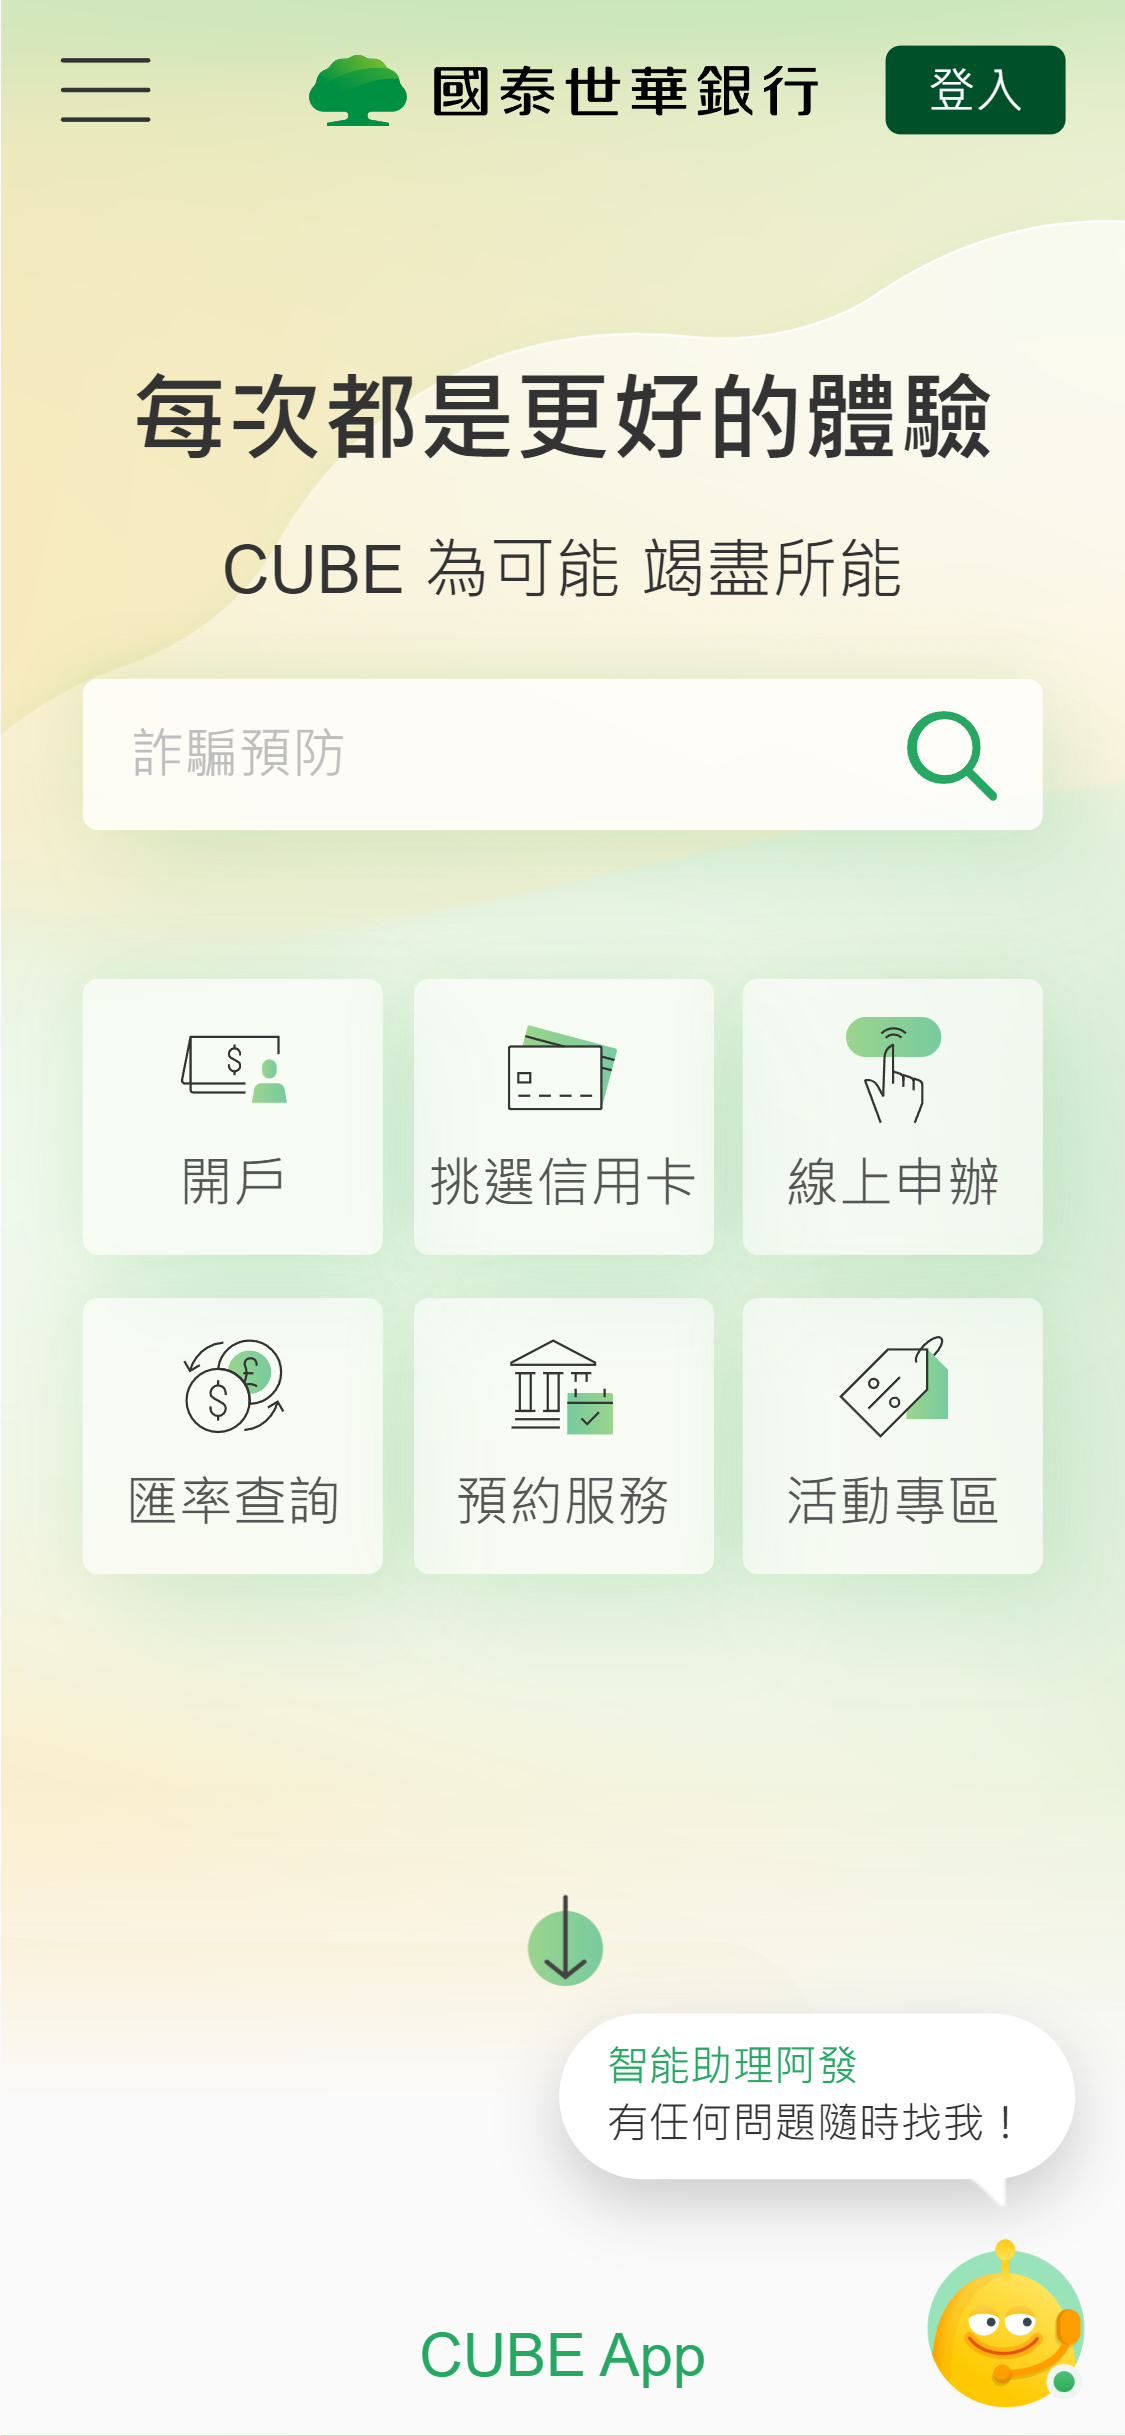 國泰世華銀行
登入
每次都是更好的體驗
CUBE 為可能 竭盡所能
詐騙預防
開戶
挑選信用卡
線上申辦
匯率查詢
預約服務
活動專區
智能助理阿發
有任何問題隨時找我！
CUBE App